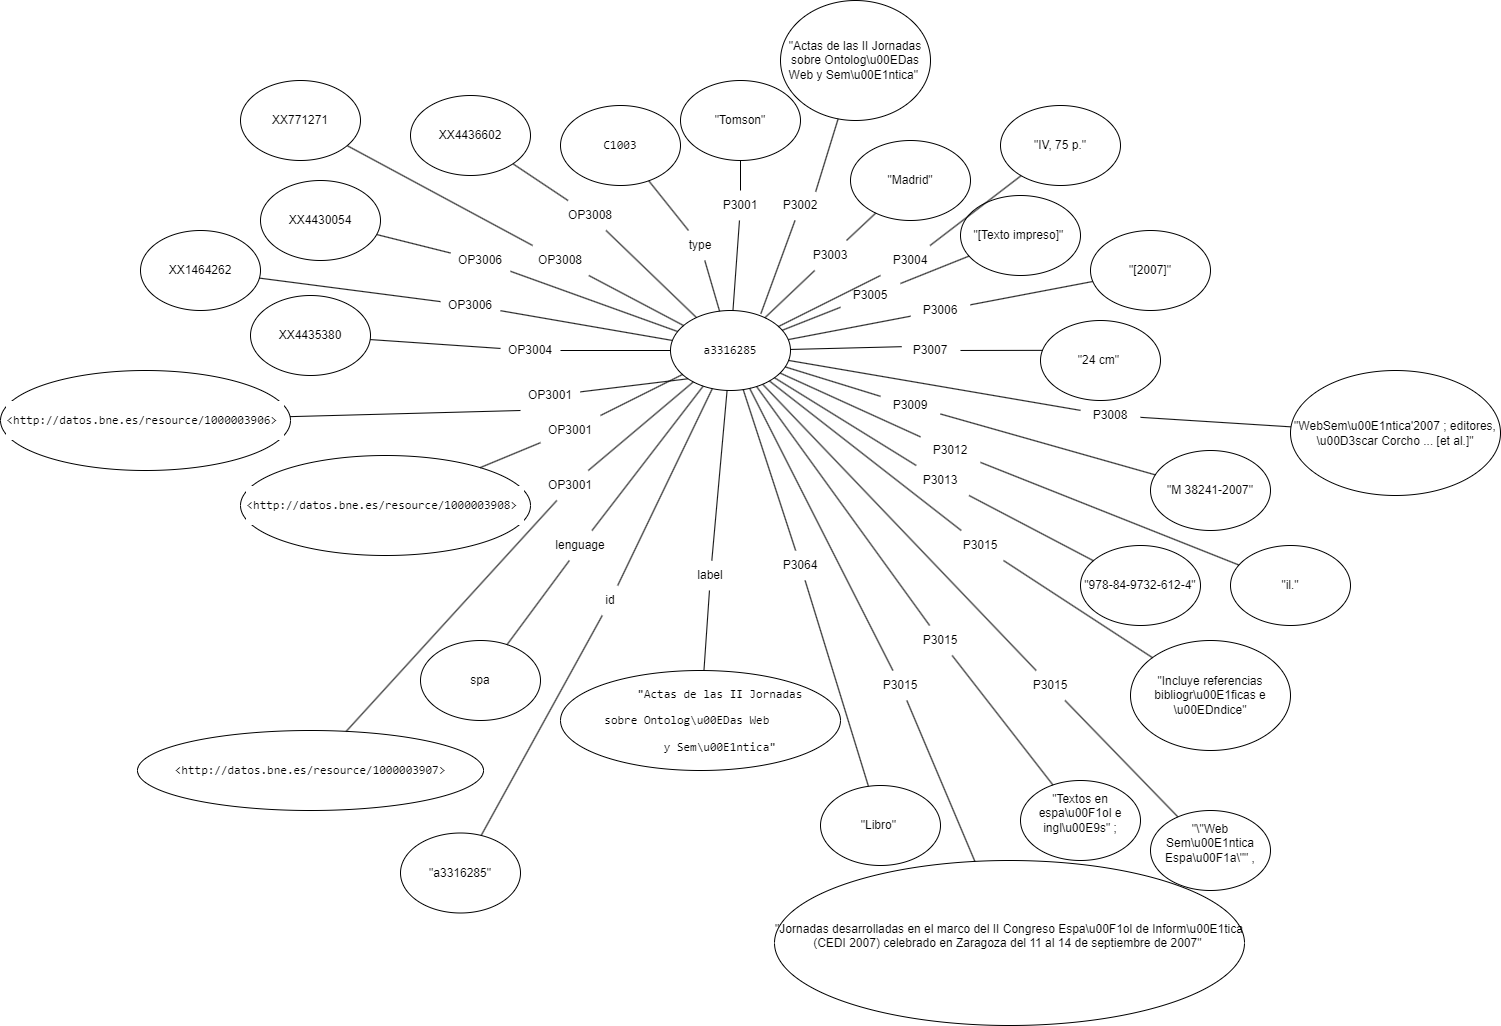 "Actas de las II Jornadas
sobre Ontolog\u00EDas
Web y Sem\u00E1ntica"
XX771271
XX4436602
C1003
"Tomson"
"IV, 75 p."
"Madrid"
P3001
P3002
OP3008
XX4430054
"[Texto impreso]"
type
P3003
OP3006
OP3008
P3004
XX1464262
"[2007]"
P3005
OP3006
P3006
XX4435380
OP3004
a3316285
P3007
"24 cm"
OP3001
P3009
P3008
<http://datos.bne.es/resource/1000003906>
"WebSem\u00E1ntica'2007 ; editores,
\u00D3scar Corcho ... [et al.]"
OP3001
P3012
OP3001
P3013
"M 38241-2007"
<http://datos.bne.es/resource/1000003908>
lenguage
P3015
P3064
label
"978-84-9732-612-4"
"il."
id
P3015
spa
P3015
P3015
"Incluye referencias
bibliogr\u00E1ficas e
\u00EDndice"
"Actas de las II Jornadas
sobre Ontolog\u00EDas Web
y Sem\u00E1ntica"
<http://datos.bne.es/resource/1000003907>
"Libro"
"Textos en
espa\u00F1ol e
ingl\u00E9s" ;
"\"Web
Sem\u00E1ntica
Espa\u00F1a\"" ,
"a3316285"
"Jornadas desarrolladas en el marco del II Congreso Espa\u00F1ol de Inform\u00E1tica
(CEDI 2007) celebrado en Zaragoza del 11 al 14 de septiembre de 2007"